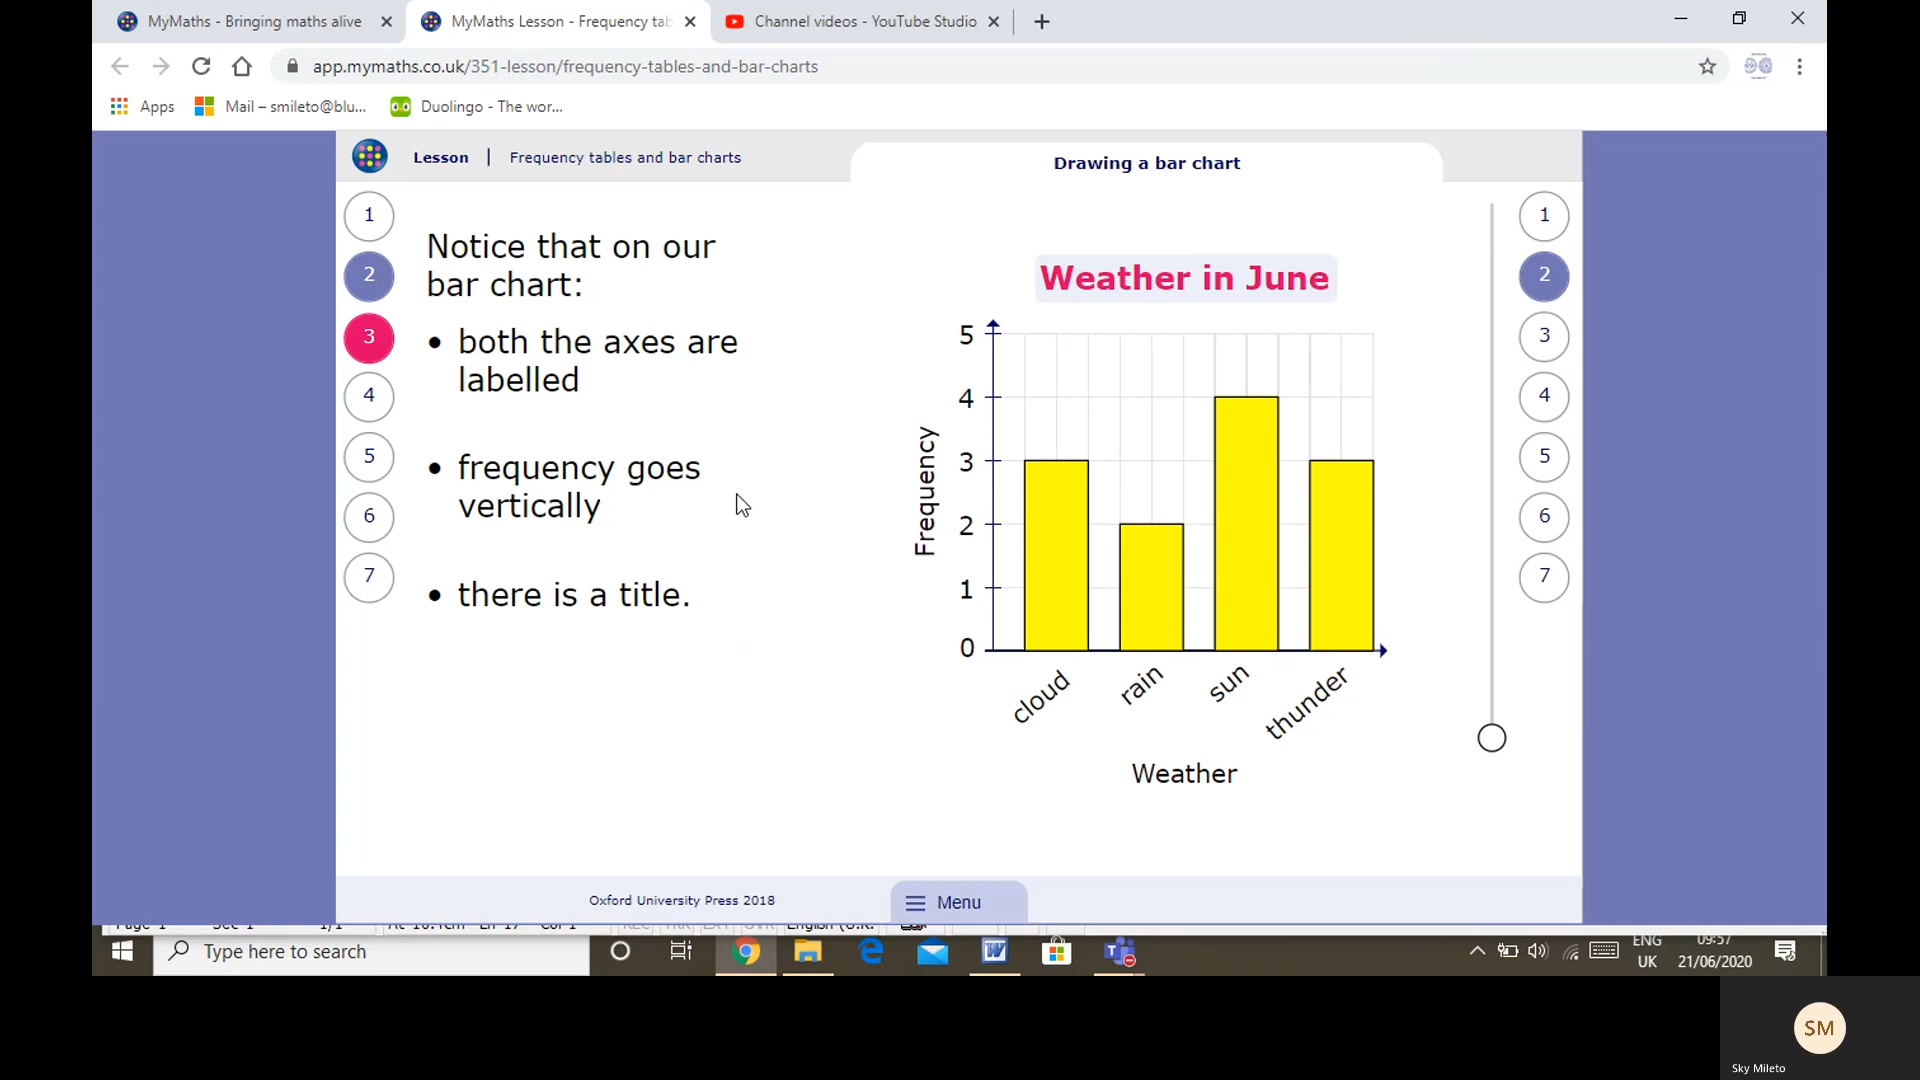 MyMaths - Bringing maths alive
MyMaths Lesson - Frequency tab
Channel videos - YouTube Studio
app.mymaths.co.uk/351-lesson/frequency-tables-and-bar-charts
Apps
Mail – smileto@blu...
Duolingo - The wor...
Lesson | Frequency tables and bar charts
Drawing a bar chart
1
2
3
4
5
6
7
Notice that on our
bar chart:
• both the axes are
labelled
• frequency goes
vertically
• there is a title.
Weather in June
Frequency
5
4
3
2
1
0
cloud
rain
sun
thunder
Weather
1
2
3
4
5
6
7
Oxford University Press 2018
Menu
Type here to search
ENG
UK
09:57
21/06/2020
SM
Sky Mileto